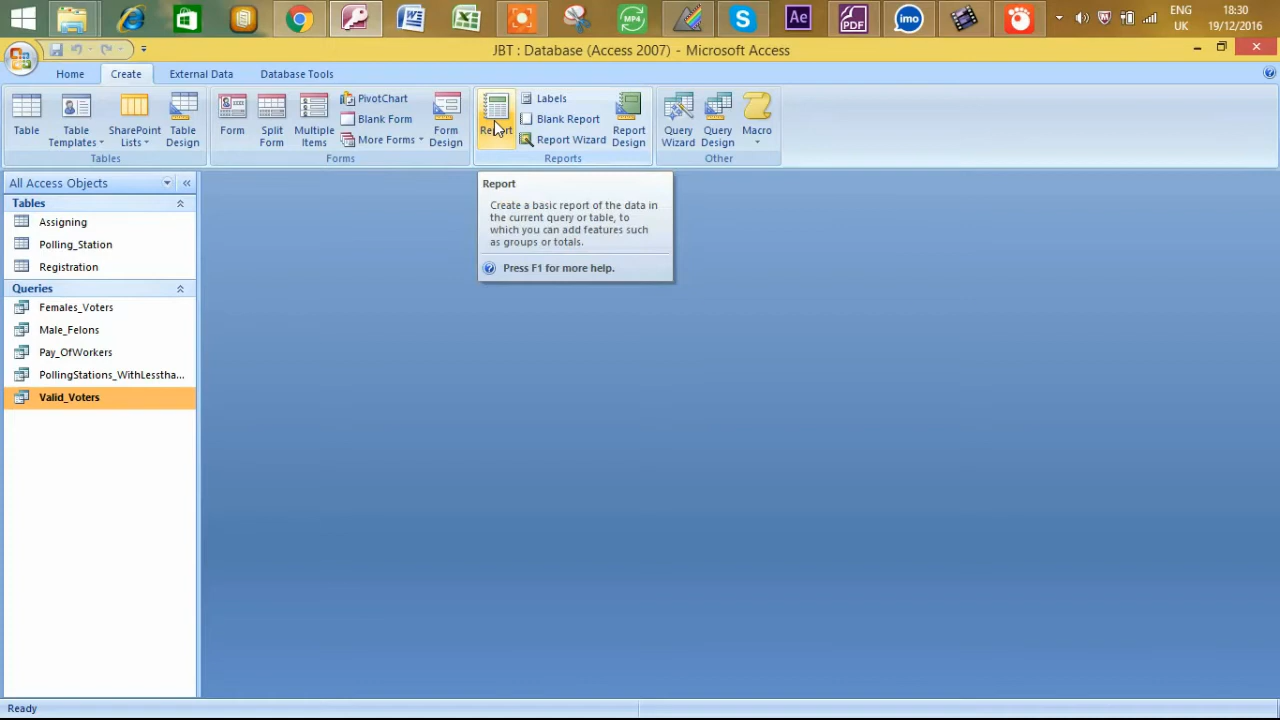 MP4
Ae
PDF
imo
ENG
UK
18:30
19/12/2016
JBT : Database (Access 2007) - Microsoft Access
Home
Create
External Data
Database Tools
Table
Table
Templates
SharePoint
Lists
Table
Design
Tables
Form
Split
Form
Multiple
Items
PivotChart
Blank Form
More Forms
Form
Design
Forms
Report
Labels
Blank Report
Report Wizard
Report
Design
Reports
Query
Wizard
Query
Design
Macro
Other
All Access Objects
Tables
Assigning
Polling_Station
Registration
Queries
Females_Voters
Male_Felons
Pay_OfWorkers
PollingStations_WithLesstha...
Valid_Voters
Report
Create a basic report of the data in
the current query or table, to
which you can add features such
as groups or totals.
Press F1 for more help.
Ready